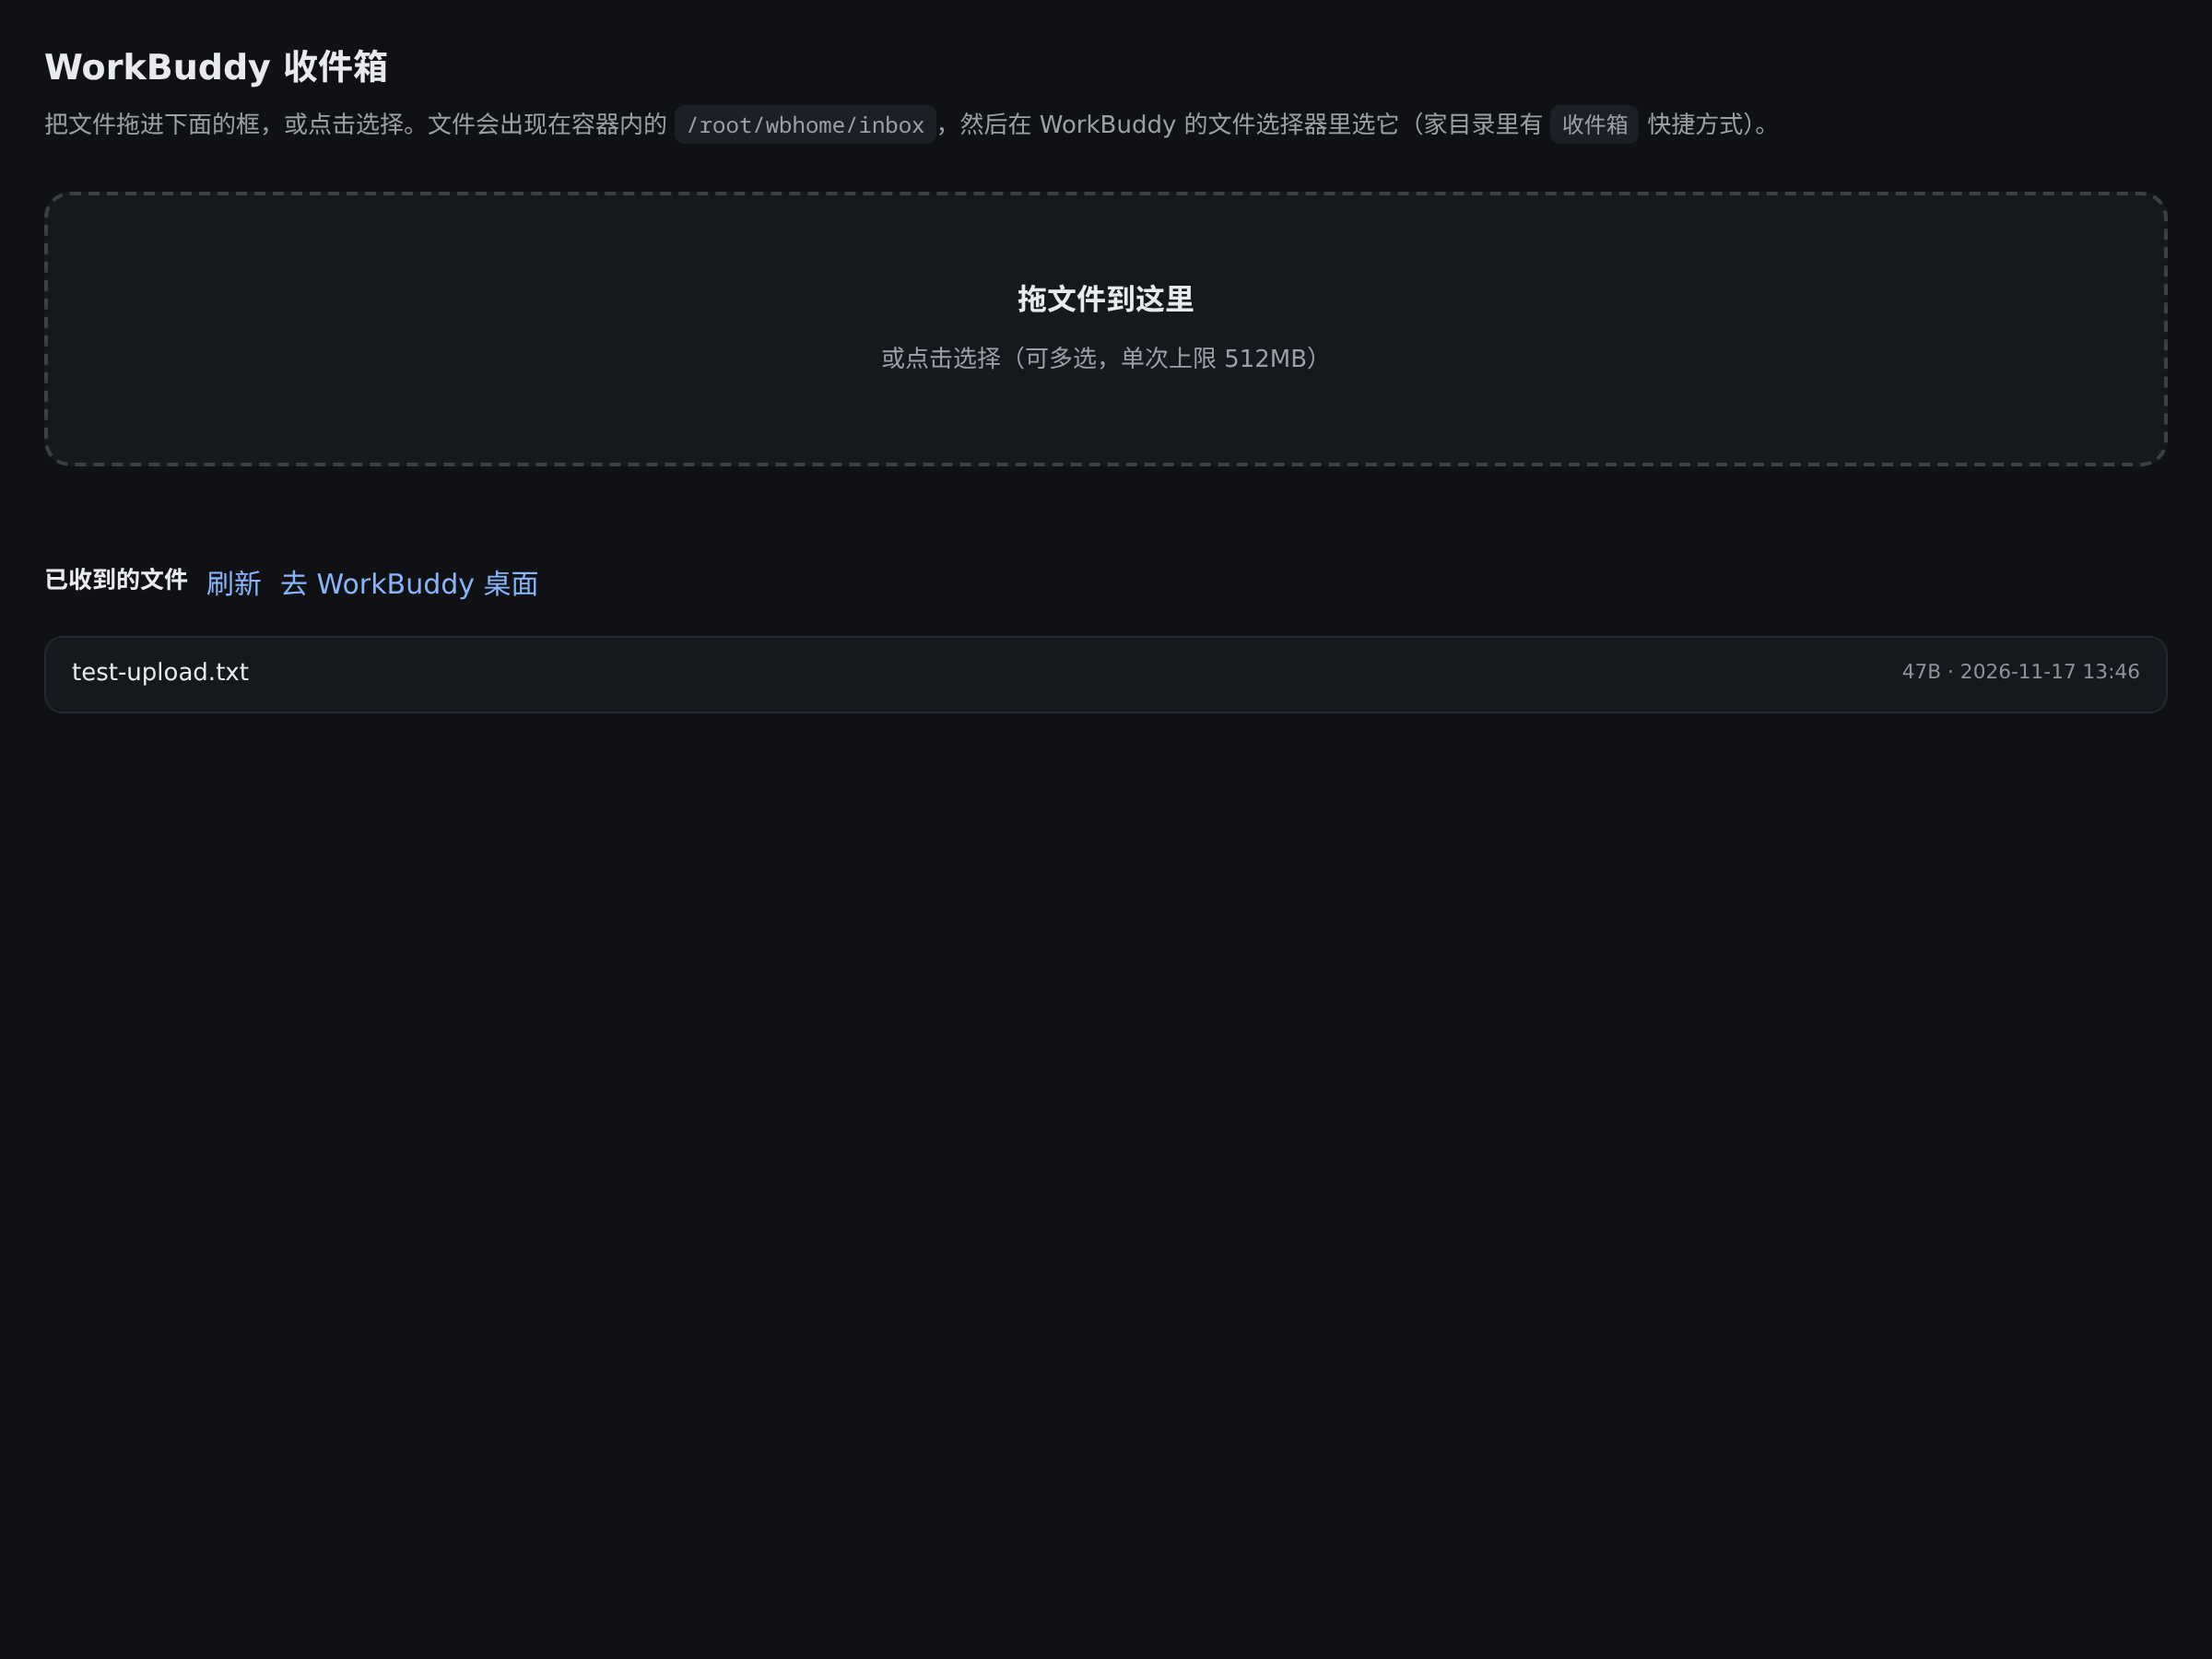 WorkBuddy 收件箱
把文件拖进下面的框，或点击选择。文件会出现在容器内的 /root/wbhome/inbox，然后在 WorkBuddy 的文件选择器里选它（家目录里有 收件箱 快捷方式）。
拖文件到这里
或点击选择（可多选，单次上限 512MB）
已收到的文件 刷新 去 WorkBuddy 桌面
test-upload.txt 47B · 2026-11-17 13:46